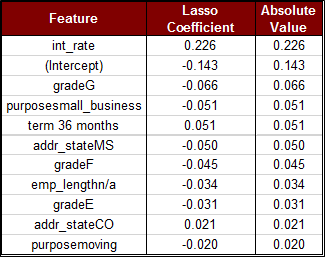 Feature Lasso Coefficient Absolute Value
int_rate 0.226 0.226
(Intercept) -0.143 0.143
gradeG -0.066 0.066
purposesmall_business -0.051 0.051
term 36 months 0.051 0.051
addr_stateMS -0.050 0.050
gradeF -0.045 0.045
emp_lengthn/a -0.034 0.034
gradeE -0.031 0.031
addr_stateCO 0.021 0.021
purposemoving -0.020 0.020